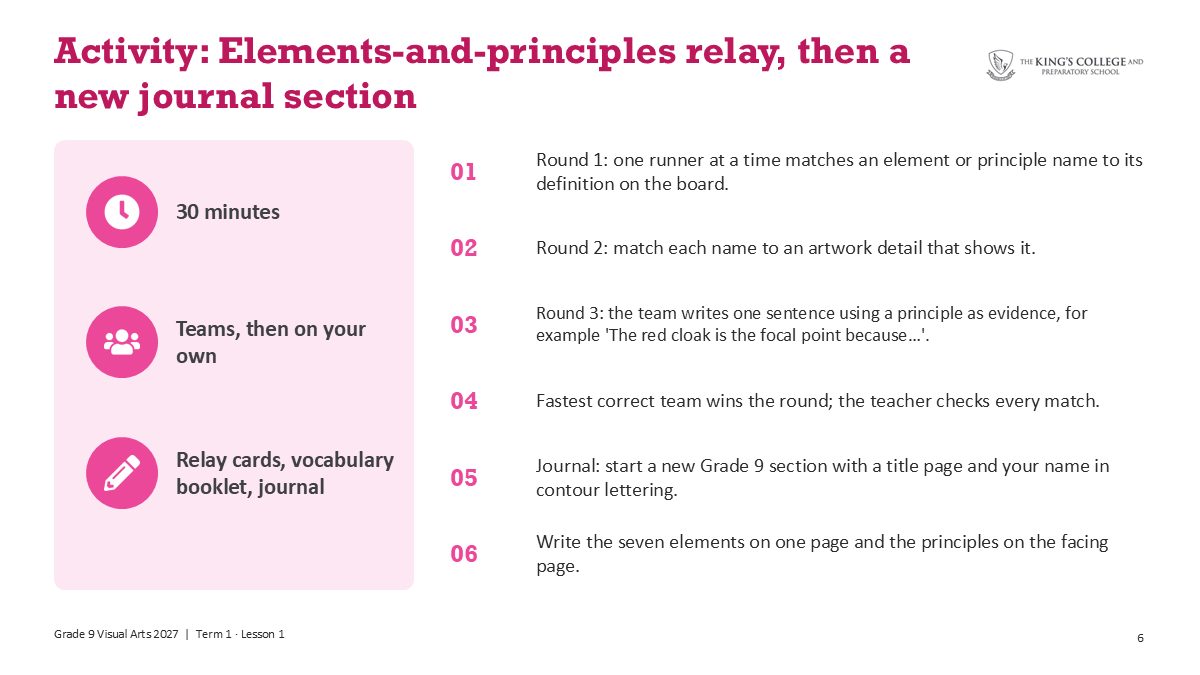 Activity: Elements-and-principles relay, then a
new journal section
THE KING'S COLLEGE AND
PREPARATORY SCHOOL
30 minutes
Teams, then on your
own
Relay cards, vocabulary
booklet, journal
01
Round 1: one runner at a time matches an element or principle name to its
definition on the board.
02
Round 2: match each name to an artwork detail that shows it.
03
Round 3: the team writes one sentence using a principle as evidence, for
example 'The red cloak is the focal point because…'.
04
Fastest correct team wins the round; the teacher checks every match.
05
Journal: start a new Grade 9 section with a title page and your name in
contour lettering.
06
Write the seven elements on one page and the principles on the facing
page.
Grade 9 Visual Arts 2027 | Term 1 · Lesson 1
6